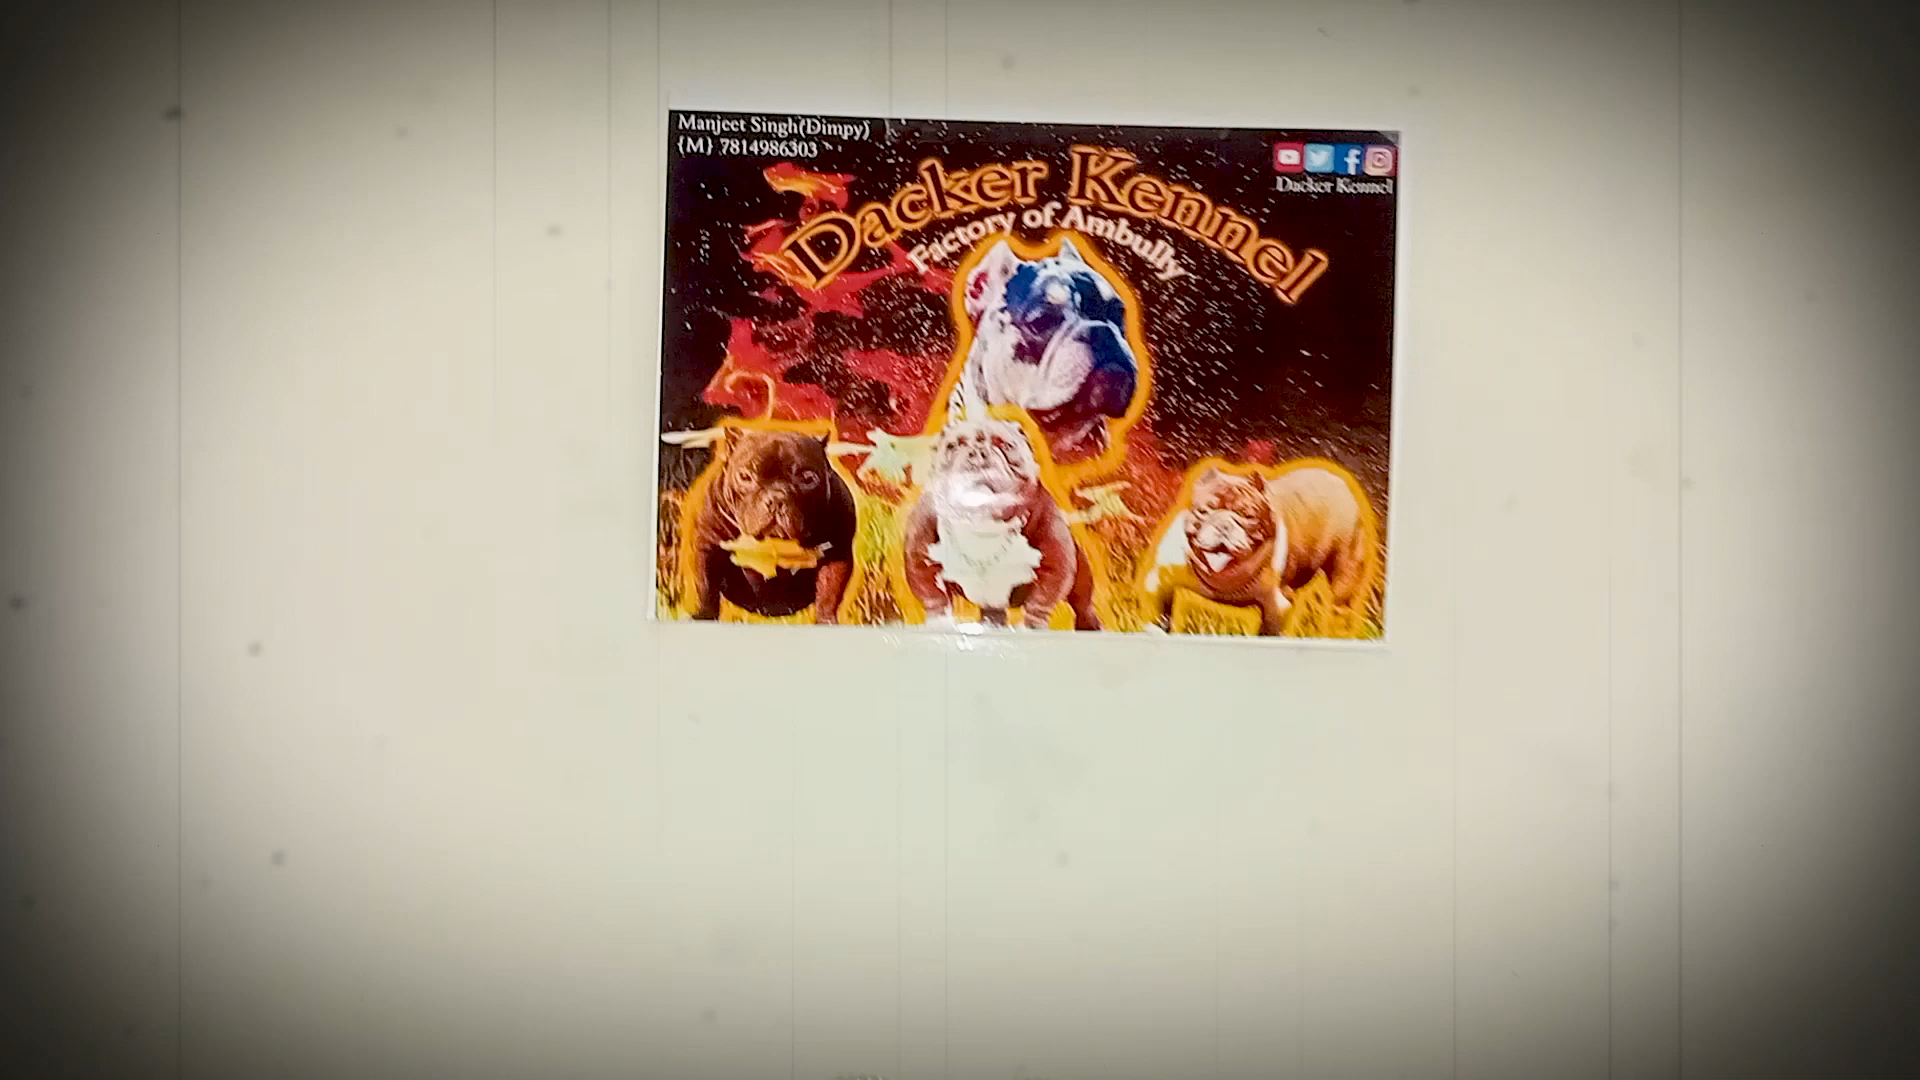 Manjeet Singh(Dimpy)
{M} 7814986303
Dacker Kennel
Dacker Kennel
Factory of Ambully